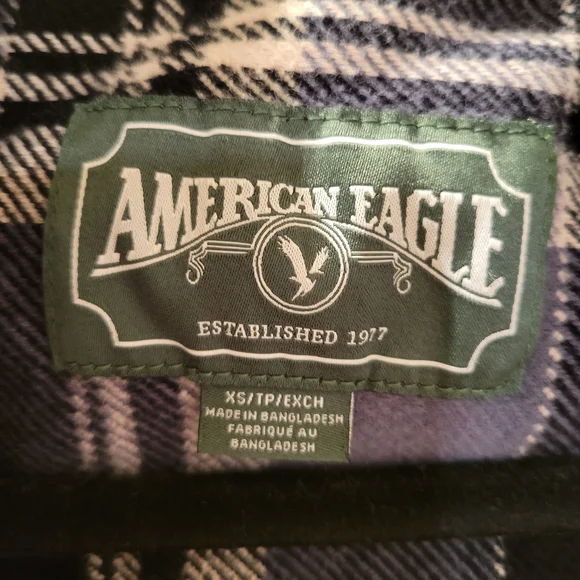 AMERICAN EAGLE
ESTABLISHED 1977
XS/TP/EXCH
MADE IN BANGLADESH
FABRIQUÉ AU
BANGLADESH